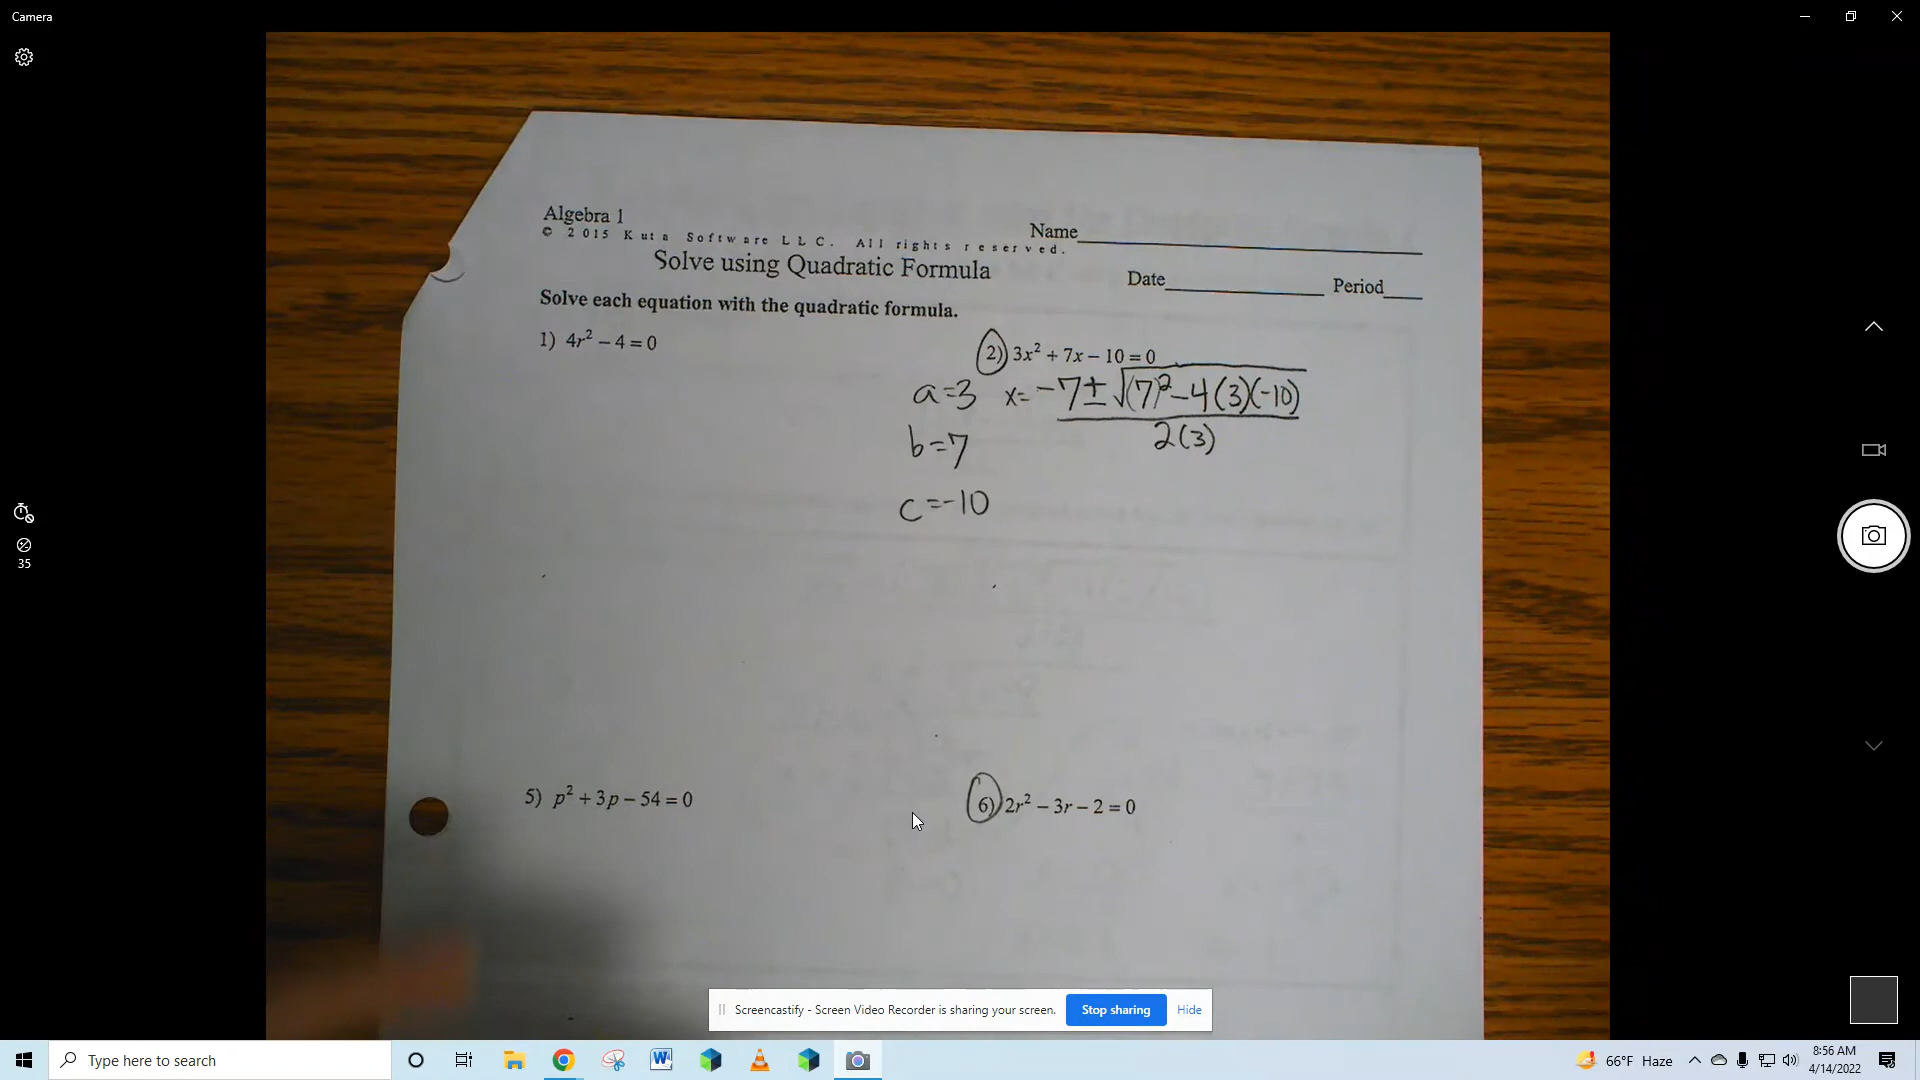 Camera
Algebra 1
© 2015 Kuta Software LLC. All rights reserved.
Name
Solve using Quadratic Formula
Date Period
Solve each equation with the quadratic formula.
1) 4r² − 4 = 0
2) 3x² + 7x − 10 = 0
a=3
x= −7 ± √(7)²−4(3)(−10)
2(3)
b=7
c=−10
35
5) p² + 3p − 54 = 0
6) 2r² − 3r − 2 = 0
Screencastify - Screen Video Recorder is sharing your screen.
Stop sharing
Hide
Type here to search
66°F Haze
8:56 AM
4/14/2022